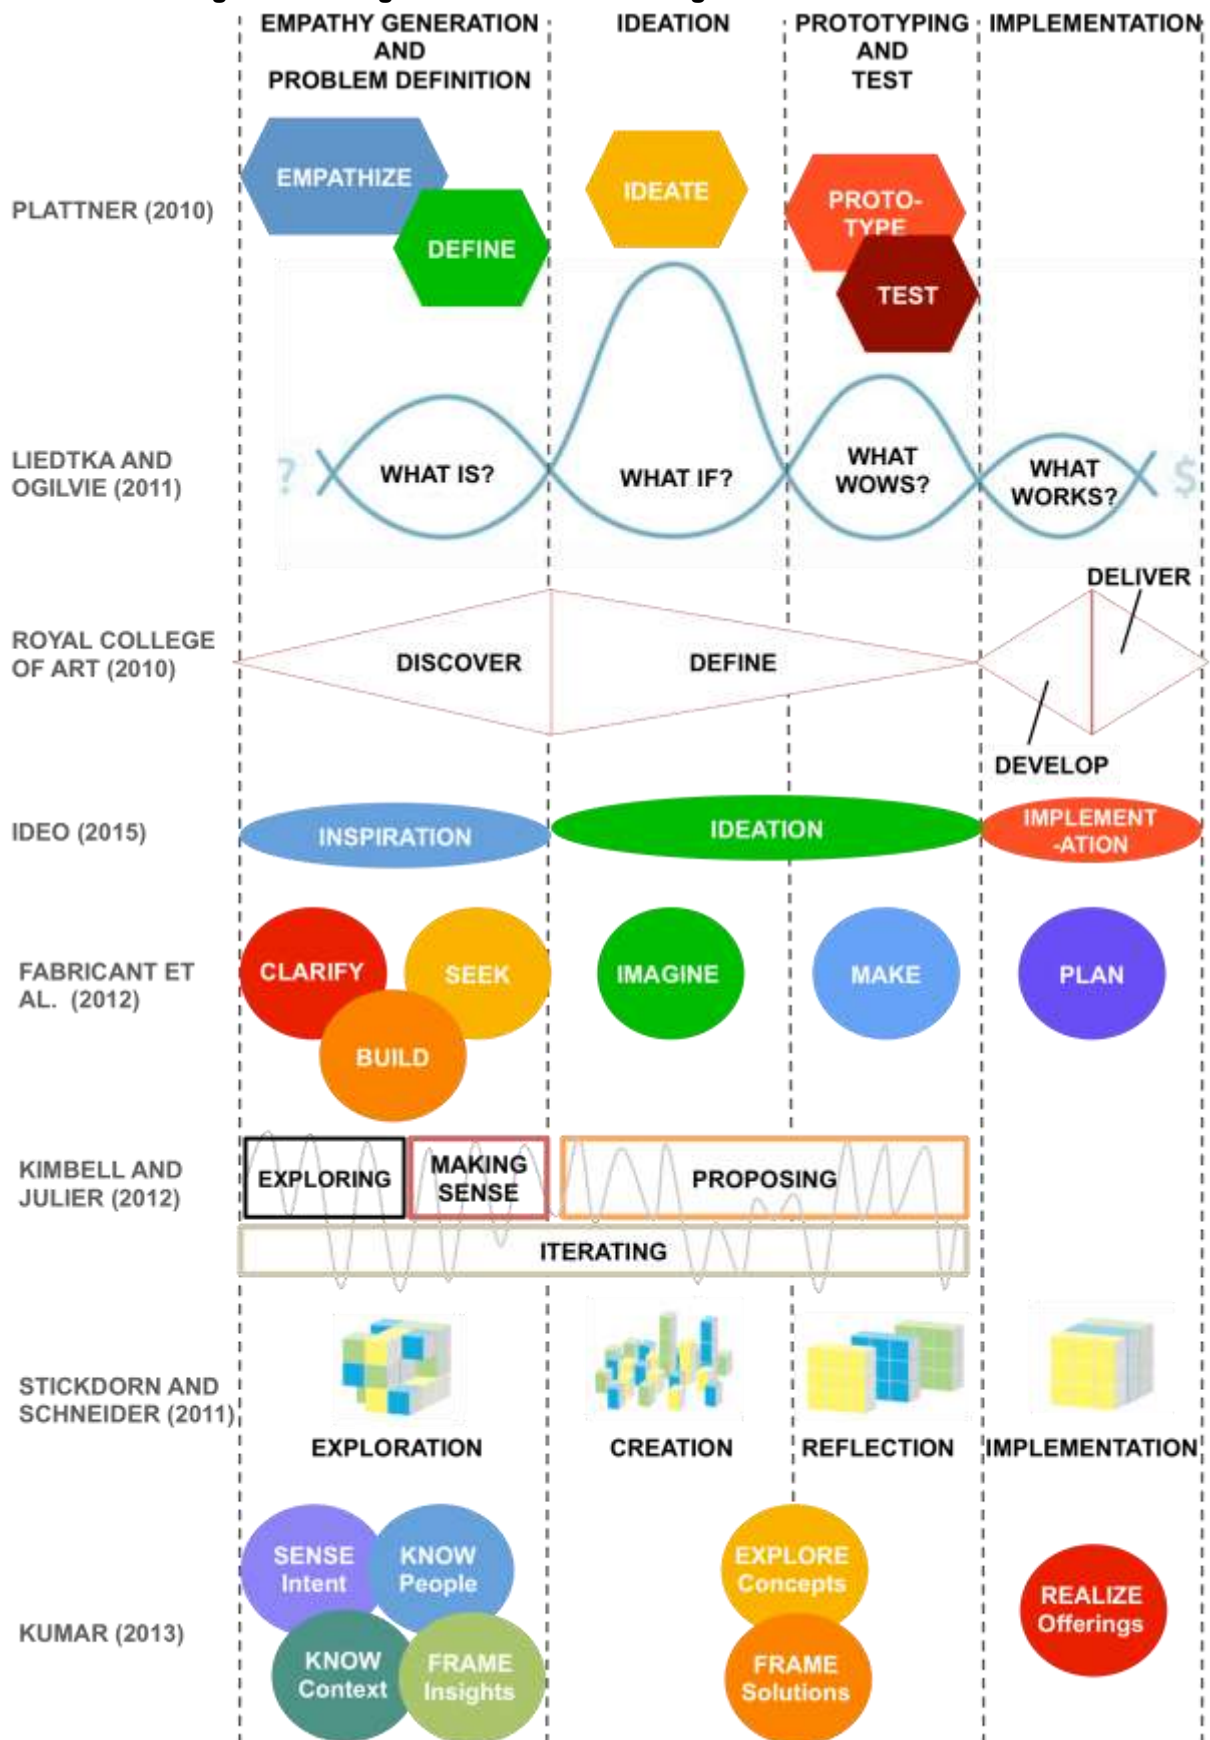 EMPATHY GENERATION
AND
PROBLEM DEFINITION
IDEATION
PROTOTYPING
AND
TEST
IMPLEMENTATION
PLATTNER (2010)
EMPATHIZE
DEFINE
IDEATE
PROTO-
TYPE
TEST
LIEDTKA AND
OGILVIE (2011)
?
WHAT IS?
WHAT IF?
WHAT
WOWS?
WHAT
WORKS?
$
ROYAL COLLEGE
OF ART (2010)
DISCOVER
DEFINE
DEVELOP
DELIVER
IDEO (2015)
INSPIRATION
IDEATION
IMPLEMENT
-ATION
FABRICANT ET
AL. (2012)
CLARIFY
SEEK
BUILD
IMAGINE
MAKE
PLAN
KIMBELL AND
JULIER (2012)
EXPLORING
MAKING
SENSE
PROPOSING
ITERATING
STICKDORN AND
SCHNEIDER (2011)
EXPLORATION
CREATION
REFLECTION
IMPLEMENTATION
KUMAR (2013)
SENSE
Intent
KNOW
People
KNOW
Context
FRAME
Insights
EXPLORE
Concepts
FRAME
Solutions
REALIZE
Offerings